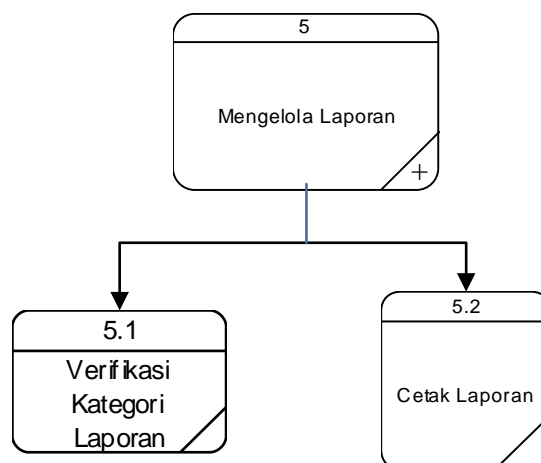 5
Mengelola Laporan
+
5.1
Verifikasi
Kategori
Laporan
5.2
Cetak Laporan